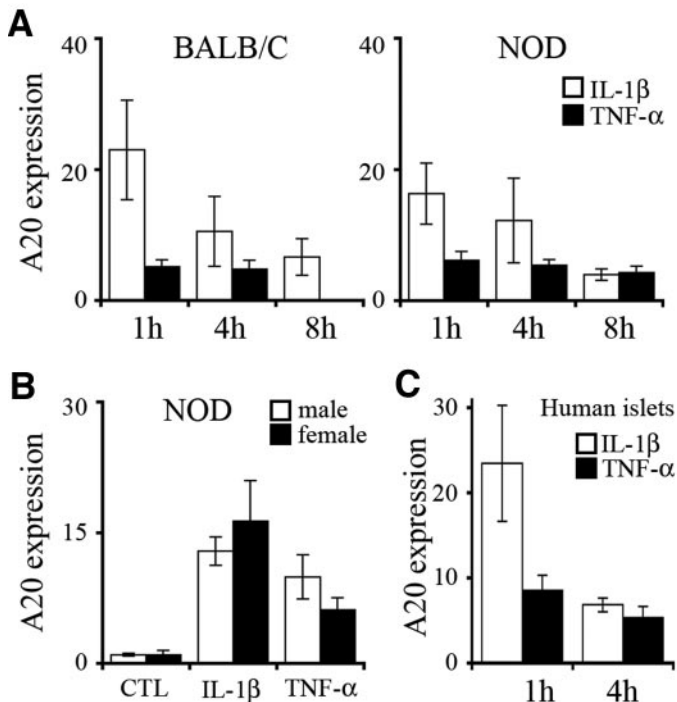 A
BALB/C
NOD
IL-1β
TNF-α
A20 expression
40
20
0
1h
4h
8h
40
20
0
1h
4h
8h
B
NOD
male
female
A20 expression
30
15
0
CTL
IL-1β
TNF-α
C
Human islets
IL-1β
TNF-α
A20 expression
30
20
10
0
1h
4h